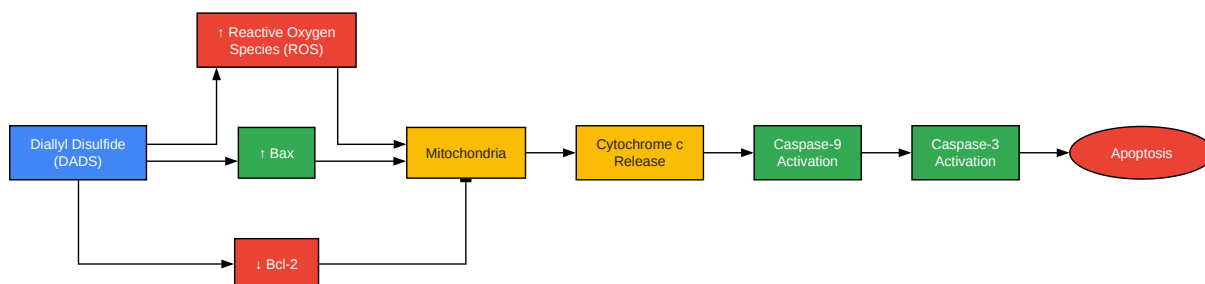 ↑ Reactive Oxygen
Species (ROS)
Diallyl Disulfide
(DADS)
↑ Bax
Mitochondria
Cytochrome c
Release
Caspase-9
Activation
Caspase-3
Activation
Apoptosis
↓ Bcl-2